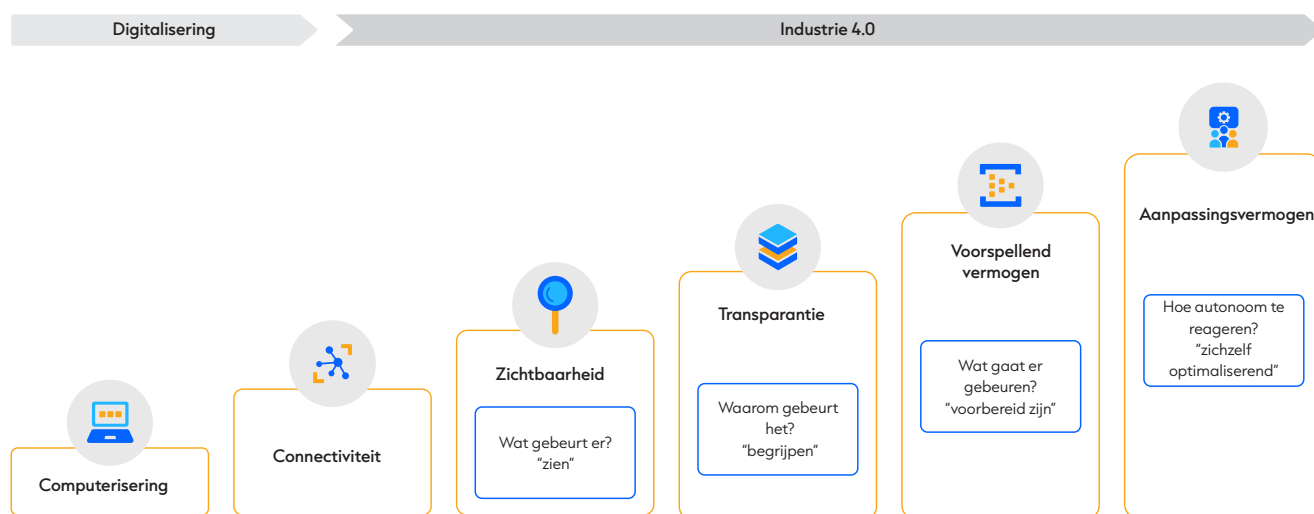 Digitalisering
Industrie 4.0
Computerisering
Connectiviteit
Zichtbaarheid
Wat gebeurt er?
“zien”
Transparantie
Waarom gebeurt
het?
“begrijpen”
Voorspellend
vermogen
Wat gaat er
gebeuren?
“voorbereid zijn”
Aanpassingsvermogen
Hoe autonoom te
reageren?
“zichzelf
optimaliserend”